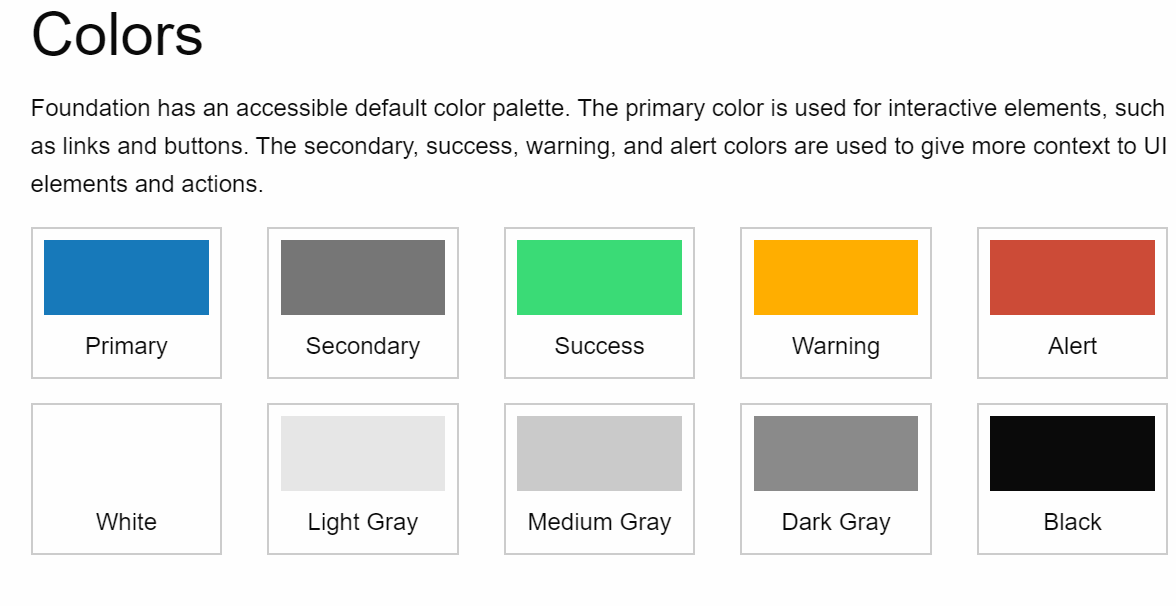 Colors
Foundation has an accessible default color palette. The primary color is used for interactive elements, such
as links and buttons. The secondary, success, warning, and alert colors are used to give more context to UI
elements and actions.
Primary
Secondary
Success
Warning
Alert
White
Light Gray
Medium Gray
Dark Gray
Black